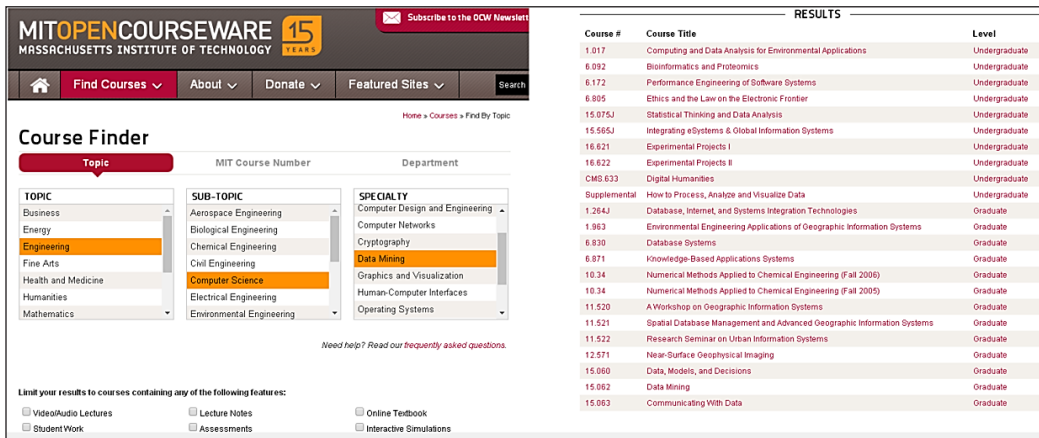 MITOPENCOURSEWARE 15 YEARS
MASSACHUSETTS INSTITUTE OF TECHNOLOGY
Subscribe to the OCW Newslett
Find Courses About Donate Featured Sites Search
Home » Courses » Find By Topic
Course Finder
Topic MIT Course Number Department
TOPIC SUB-TOPIC SPECIALTY
Business Aerospace Engineering Computer Design and Engineering
Energy Biological Engineering Computer Networks
Engineering Chemical Engineering Cryptography
Fine Arts Civil Engineering Data Mining
Health and Medicine Computer Science Graphics and Visualization
Humanities Electrical Engineering Human-Computer Interfaces
Mathematics Environmental Engineering Operating Systems
Need help? Read our frequently asked questions.
Limit your results to courses containing any of the following features:
Video/Audio Lectures Lecture Notes Online Textbook
Student Work Assessments Interactive Simulations
RESULTS
Course # Course Title Level
1.017 Computing and Data Analysis for Environmental Applications Undergraduate
6.092 Bioinformatics and Proteomics Undergraduate
6.172 Performance Engineering of Software Systems Undergraduate
6.805 Ethics and the Law on the Electronic Frontier Undergraduate
15.075J Statistical Thinking and Data Analysis Undergraduate
15.565J Integrating eSystems & Global Information Systems Undergraduate
16.621 Experimental Projects I Undergraduate
16.622 Experimental Projects II Undergraduate
CMS.633 Digital Humanities Undergraduate
Supplemental How to Process, Analyze and Visualize Data Undergraduate
1.264J Database, Internet, and Systems Integration Technologies Graduate
1.963 Environmental Engineering Applications of Geographic Information Systems Graduate
6.830 Database Systems Graduate
6.871 Knowledge-Based Applications Systems Graduate
10.34 Numerical Methods Applied to Chemical Engineering (Fall 2006) Graduate
10.34 Numerical Methods Applied to Chemical Engineering (Fall 2005) Graduate
11.520 A Workshop on Geographic Information Systems Graduate
11.521 Spatial Database Management and Advanced Geographic Information Systems Graduate
11.522 Research Seminar on Urban Information Systems Graduate
12.571 Near-Surface Geophysical Imaging Graduate
15.060 Data, Models, and Decisions Graduate
15.062 Data Mining Graduate
15.063 Communicating With Data Graduate